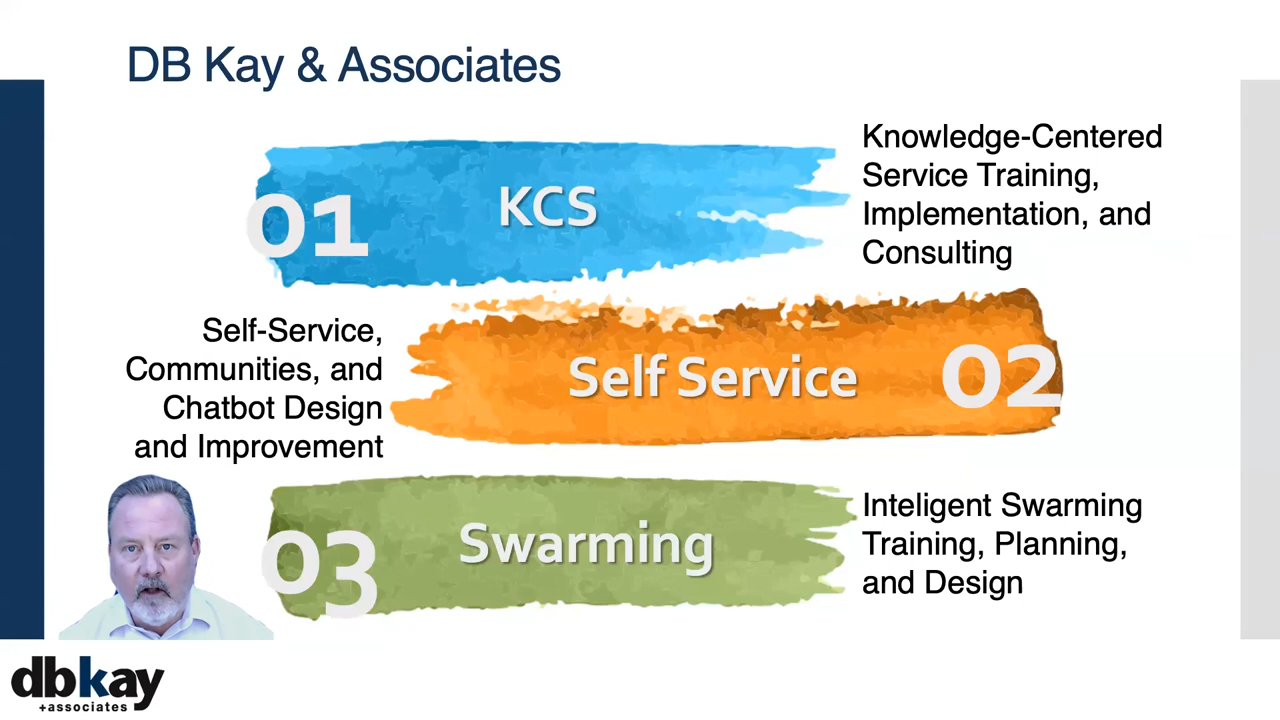 DB Kay & Associates
01
KCS
Knowledge-Centered
Service Training,
Implementation, and
Consulting
Self-Service,
Communities, and
Chatbot Design
and Improvement
Self Service
02
03
Swarming
Inteligent Swarming
Training, Planning,
and Design
dbkay
+associates